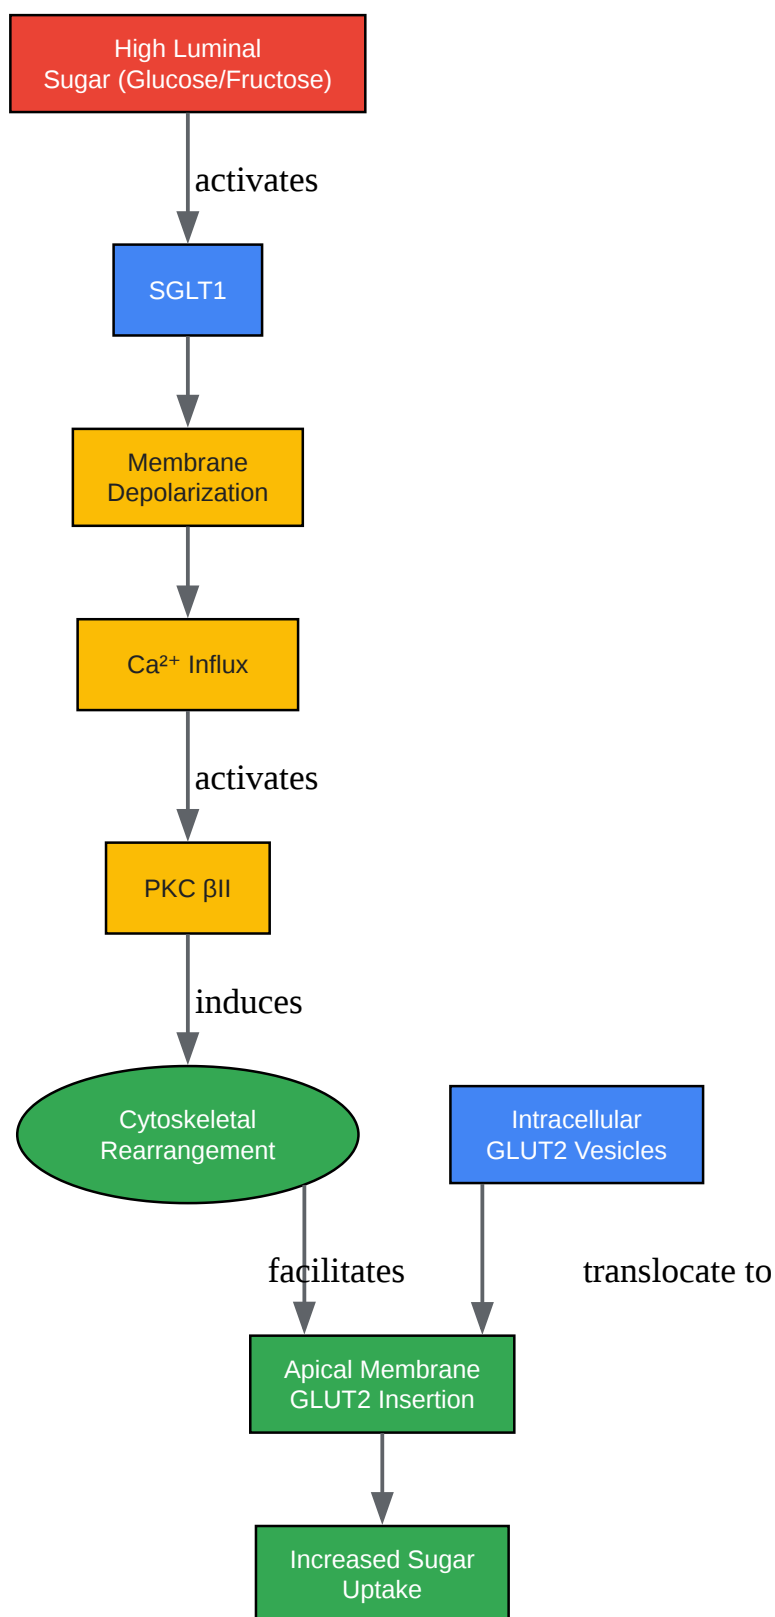 High Luminal
Sugar (Glucose/Fructose)
activates
SGLT1
Membrane
Depolarization
Ca²⁺ Influx
activates
PKC βII
induces
Cytoskeletal
Rearrangement
Intracellular
GLUT2 Vesicles
facilitates
translocate to
Apical Membrane
GLUT2 Insertion
Increased Sugar
Uptake